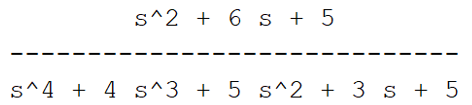 s^2 + 6 s + 5
-----------------------------
s^4 + 4 s^3 + 5 s^2 + 3 s + 5